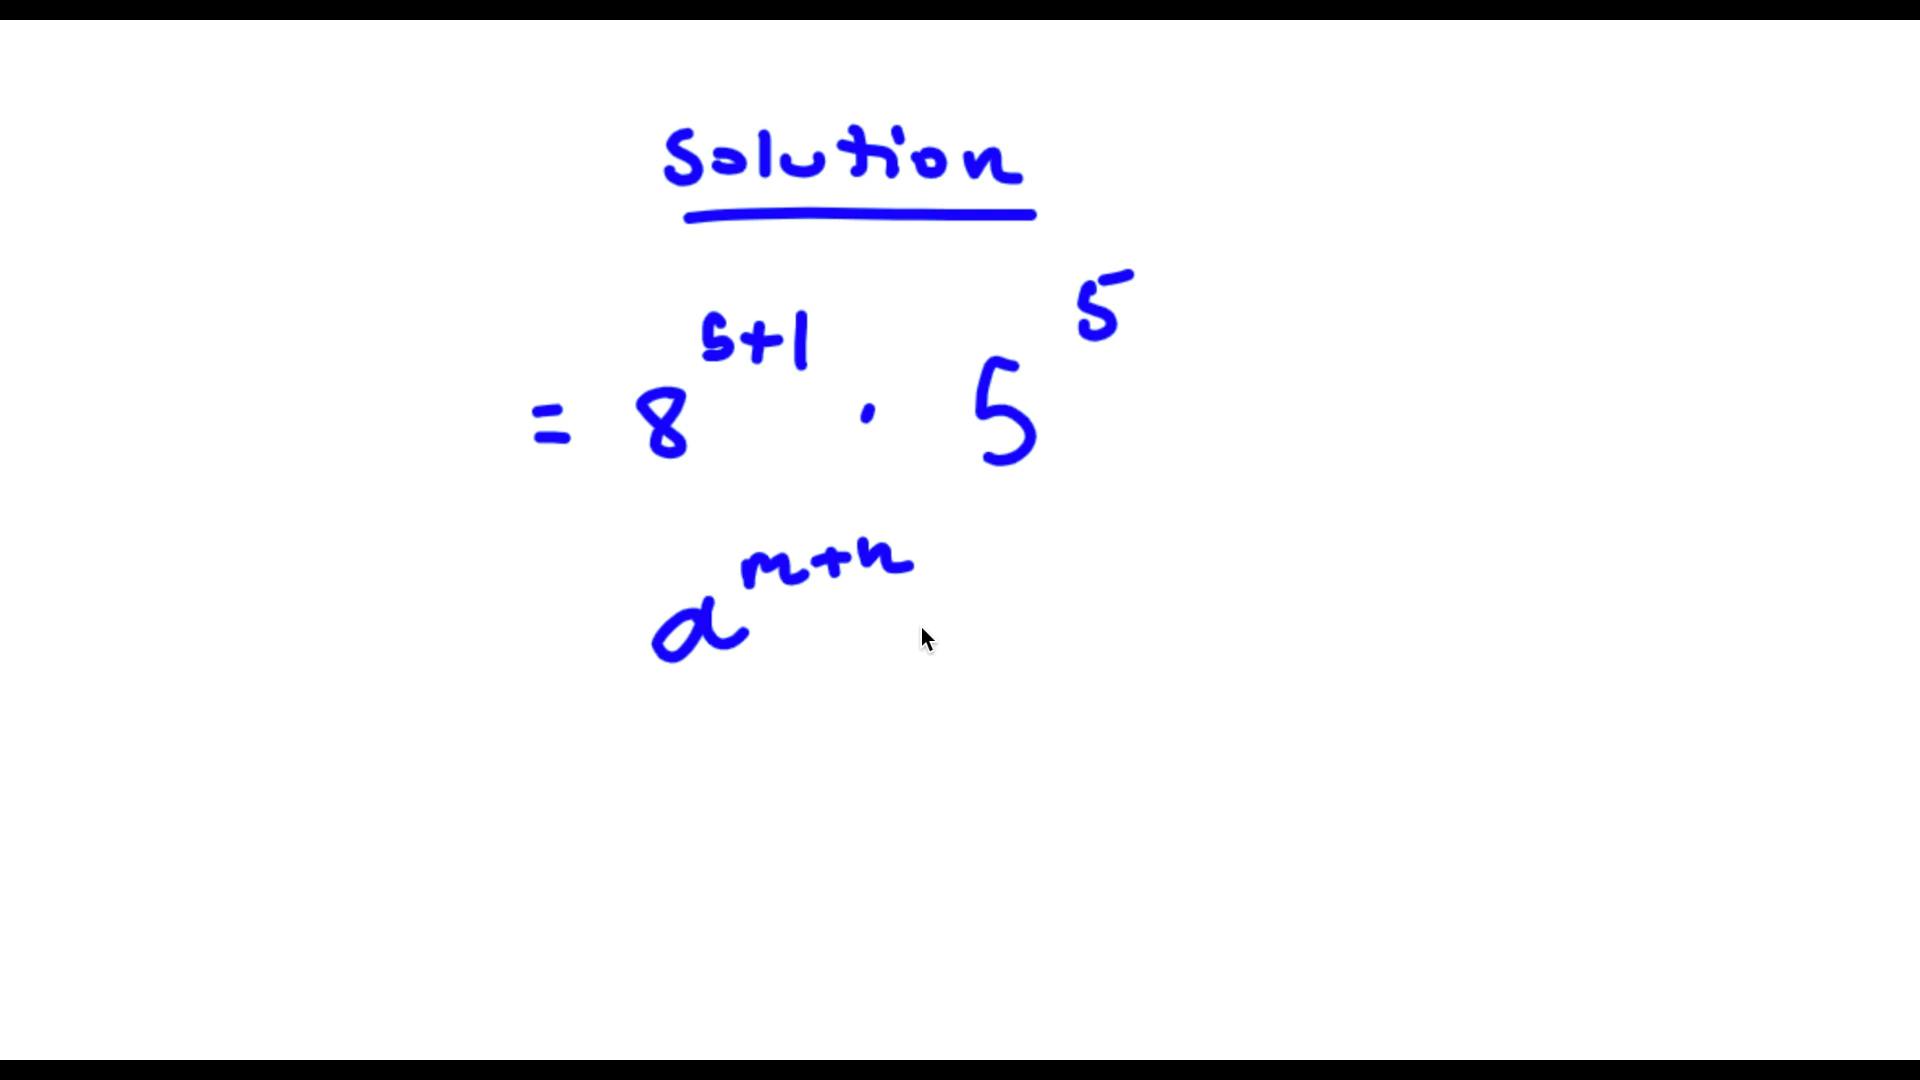 Solution
= 8^{5+1} · 5^5
a^{m+n}